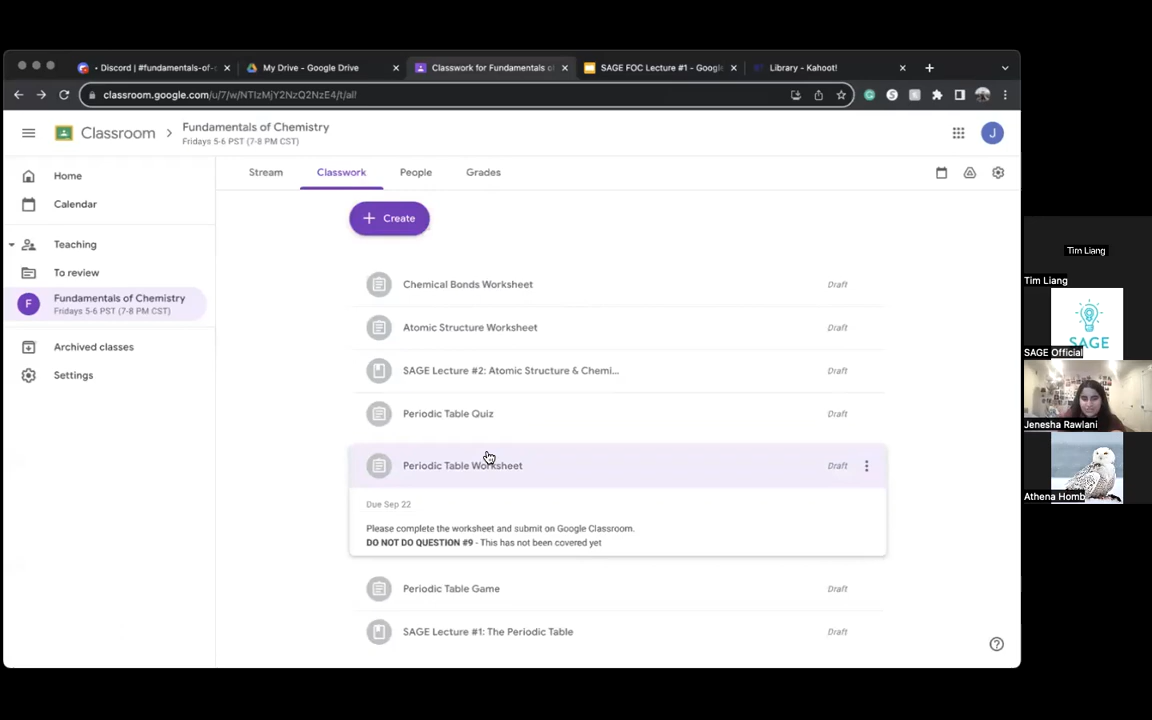 Discord | #fundamentals-of-
My Drive - Google Drive
Classwork for Fundamentals of
SAGE FOC Lecture #1 - Googl
Library - Kahoot!
classroom.google.com/u/7/w/NTIzMjY2NzQ2NzE4/t/all
Classroom
Fundamentals of Chemistry
Fridays 5-6 PST (7-8 PM CST)
J
Home
Calendar
Teaching
To review
F
Fundamentals of Chemistry
Fridays 5-6 PST (7-8 PM CST)
Archived classes
Settings
Stream
Classwork
People
Grades
+ Create
Chemical Bonds Worksheet
Draft
Atomic Structure Worksheet
Draft
SAGE Lecture #2: Atomic Structure & Chemi...
Draft
Periodic Table Quiz
Draft
Periodic Table Worksheet
Draft
Due Sep 22
Please complete the worksheet and submit on Google Classroom.
DO NOT DO QUESTION #9 - This has not been covered yet
Periodic Table Game
Draft
SAGE Lecture #1: The Periodic Table
Draft
Tim Liang
Tim Liang
SAGE
SAGE Official
Jenesha Rawlani
Athena Homb